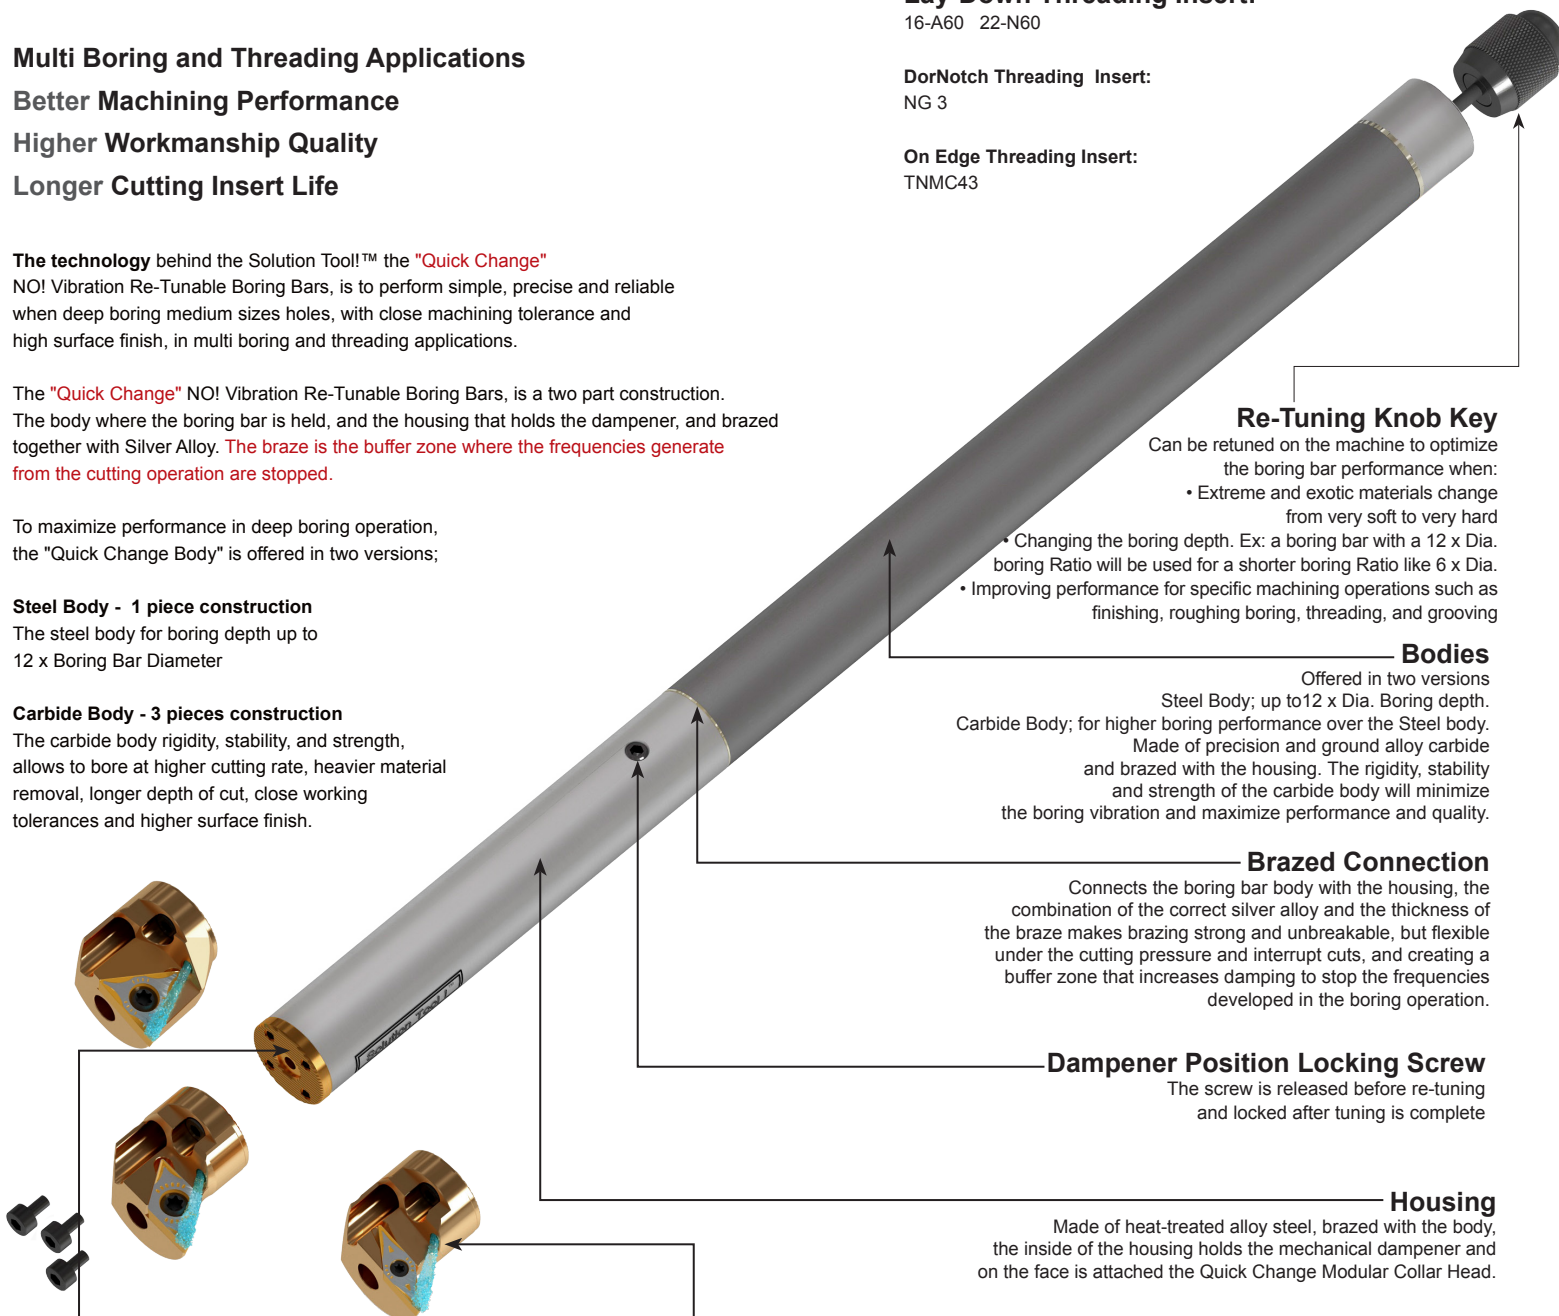 Multi Boring and Threading Applications
Better Machining Performance
Higher Workmanship Quality
Longer Cutting Insert Life
The technology behind the Solution Tool!™ the "Quick Change"
NO! Vibration Re-Tunable Boring Bars, is to perform simple, precise and reliable
when deep boring medium sizes holes, with close machining tolerance and
high surface finish, in multi boring and threading applications.
The "Quick Change" NO! Vibration Re-Tunable Boring Bars, is a two part construction.
The body where the boring bar is held, and the housing that holds the dampener, and brazed
together with Silver Alloy. The braze is the buffer zone where the frequencies generate
from the cutting operation are stopped.
To maximize performance in deep boring operation,
the "Quick Change Body" is offered in two versions;
Steel Body - 1 piece construction
The steel body for boring depth up to
12 x Boring Bar Diameter
Carbide Body - 3 pieces construction
The carbide body rigidity, stability, and strength,
allows to bore at higher cutting rate, heavier material
removal, longer depth of cut, close working
tolerances and higher surface finish.
Lay-Down Threading Insert:
16-A60 22-N60
DorNotch Threading Insert:
NG 3
On Edge Threading Insert:
TNMC43
Re-Tuning Knob Key
Can be retuned on the machine to optimize
the boring bar performance when:
• Extreme and exotic materials change
from very soft to very hard
• Changing the boring depth. Ex: a boring bar with a 12 x Dia.
boring Ratio will be used for a shorter boring Ratio like 6 x Dia.
• Improving performance for specific machining operations such as
finishing, roughing boring, threading, and grooving
Bodies
Offered in two versions
Steel Body; up to12 x Dia. Boring depth.
Carbide Body; for higher boring performance over the Steel body.
Made of precision and ground alloy carbide
and brazed with the housing. The rigidity, stability
and strength of the carbide body will minimize
the boring vibration and maximize performance and quality.
Brazed Connection
Connects the boring bar body with the housing, the
combination of the correct silver alloy and the thickness of
the braze makes brazing strong and unbreakable, but flexible
under the cutting pressure and interrupt cuts, and creating a
buffer zone that increases damping to stop the frequencies
developed in the boring operation.
Dampener Position Locking Screw
The screw is released before re-tuning
and locked after tuning is complete
Housing
Made of heat-treated alloy steel, brazed with the body,
the inside of the housing holds the mechanical dampener and
on the face is attached the Quick Change Modular Collar Head.
Solution Tool!